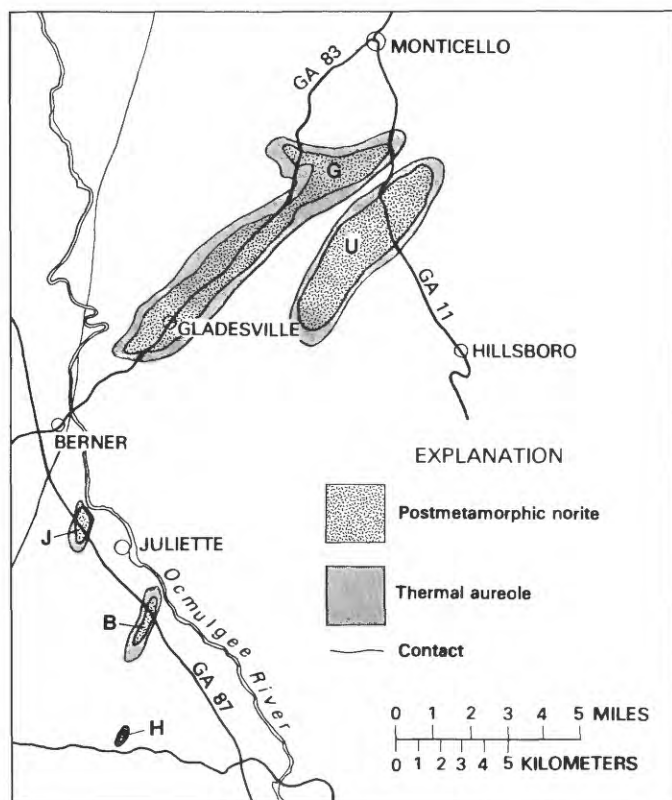 MONTICELLO
GA 83
G
U
GA 11
GLADESVILLE
HILLSBORO
BERNER
EXPLANATION
Postmetamorphic norite
J
JULIETTE
Ocmulgee River
Thermal aureole
B
Contact
GA 87
H
0 1 2 3 4 5 MILES
0 1 2 3 4 5 KILOMETERS